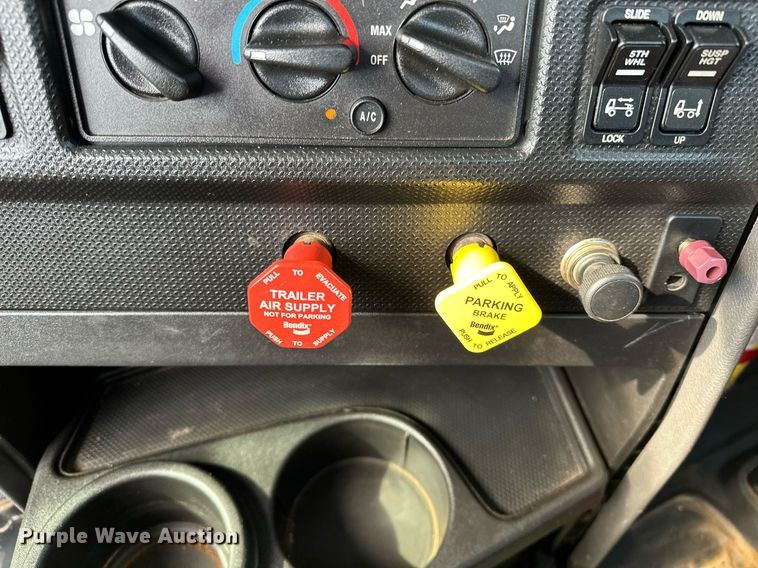 MAX
OFF
A/C
SLIDE
5TH
WHL
LOCK
DOWN
SUSP
HGT
UP
PULL TO EVACUATE
TRAILER
AIR SUPPLY
NOT FOR PARKING
Bendix
PUSH TO SUPPLY
PULL TO APPLY
PARKING
BRAKE
Bendix
PUSH TO RELEASE
Purple Wave Auction